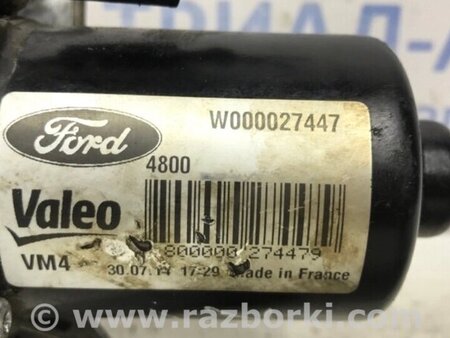 Ford
W000027447
4800
Valeo
VM4
30.07.14 17:29 Made in France
www.razborki.com